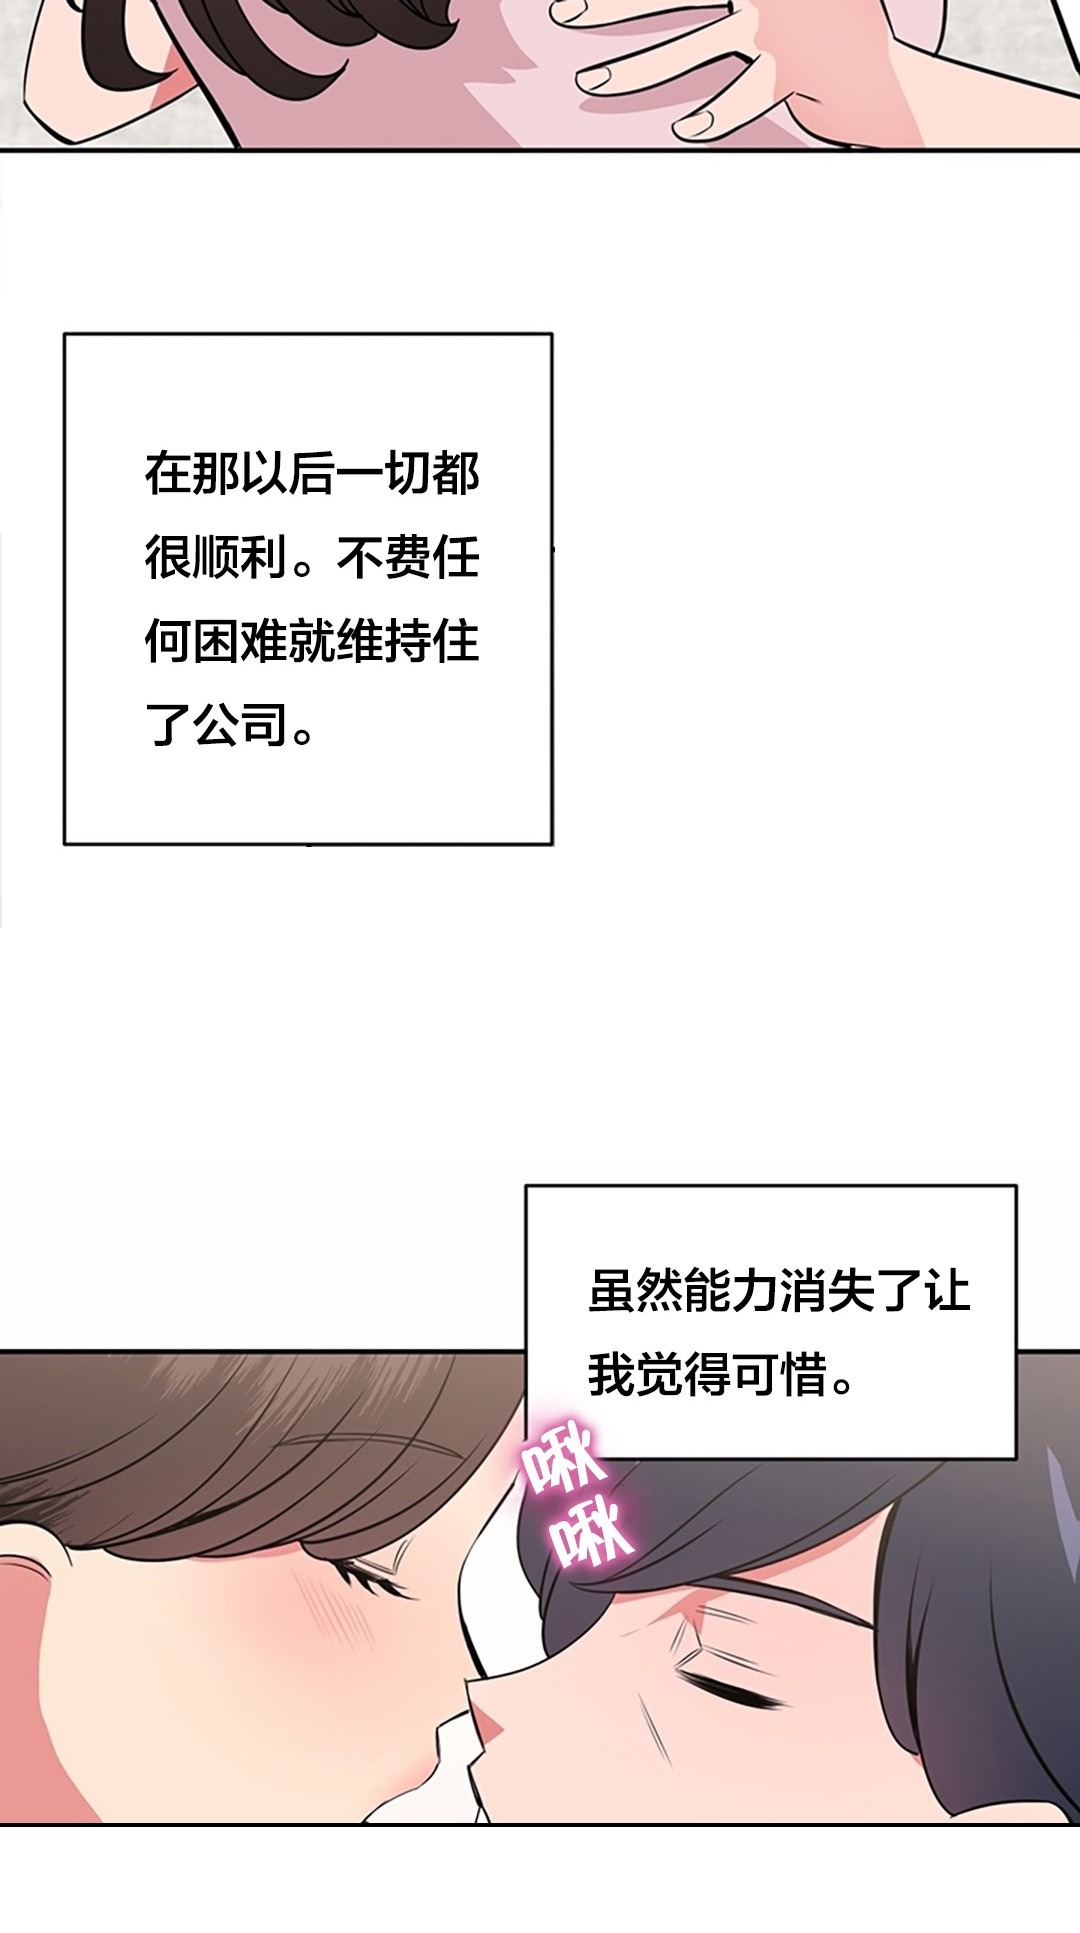 在那以后一切都
很顺利。不费任
何困难就维持住
了公司。
虽然能力消失了让
我觉得可惜。
啾
啾